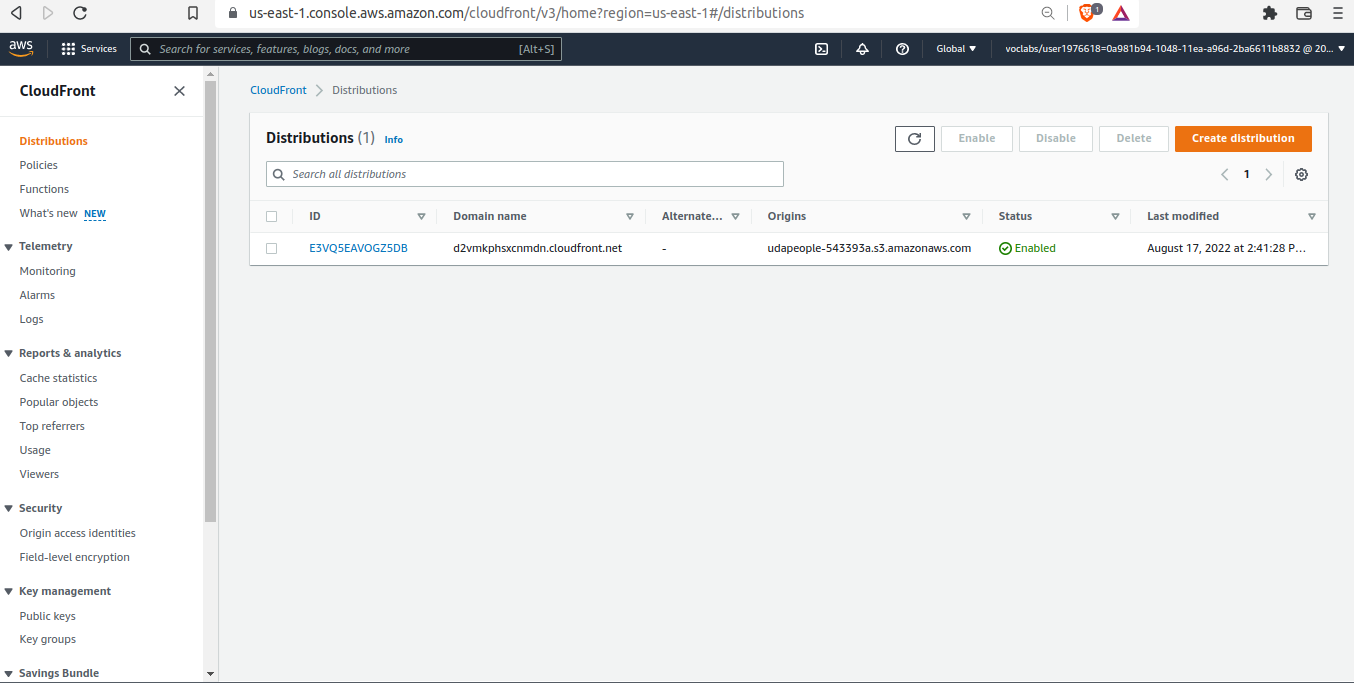 us-east-1.console.aws.amazon.com/cloudfront/v3/home?region=us-east-1#/distributions 1
aws Services Search for services, features, blogs, docs, and more [Alt+S] Global voclabs/user1976618=0a981b94-1048-11ea-a96d-2ba6611b8832 @ 20...
CloudFront
Distributions
Policies
Functions
What's new NEW
Telemetry
Monitoring
Alarms
Logs
Reports & analytics
Cache statistics
Popular objects
Top referrers
Usage
Viewers
Security
Origin access identities
Field-level encryption
Key management
Public keys
Key groups
Savings Bundle
CloudFront Distributions
Distributions (1) Info Enable Disable Delete Create distribution
Search all distributions 1
ID Domain name Alternate... Origins Status Last modified
E3VQ5EAVOGZ5DB d2vmkphsxcnmdn.cloudfront.net - udapeople-543393a.s3.amazonaws.com Enabled August 17, 2022 at 2:41:28 P...